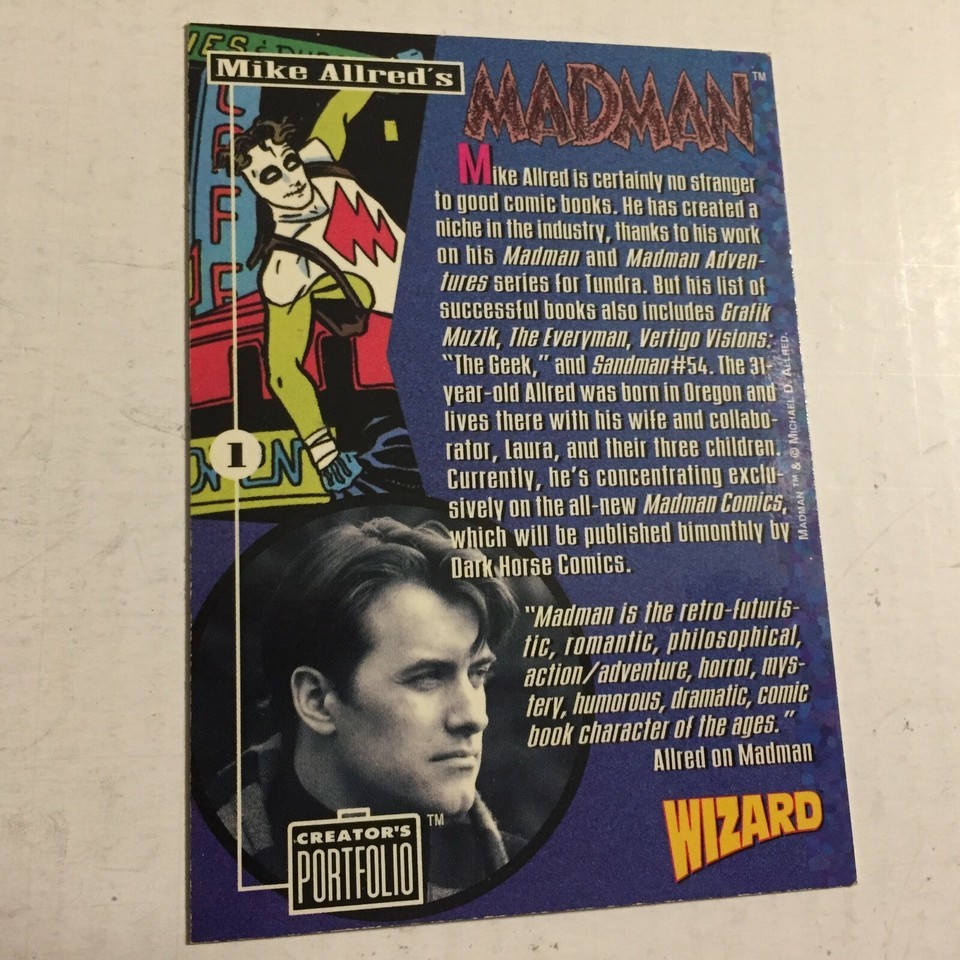 Mike Allred's
MADMAN™
Mike Allred is certainly no stranger
to good comic books. He has created a
niche in the industry, thanks to his work
on his Madman and Madman Adven-
tures series for Tundra. But his list of
successful books also includes Grafik
Muzik, The Everyman, Vertigo Visions:
"The Geek," and Sandman #54. The 31-
year-old Allred was born in Oregon and
lives there with his wife and collabo-
rator, Laura, and their three children.
Currently, he's concentrating exclu-
sively on the all-new Madman Comics,
which will be published bimonthly by
Dark Horse Comics.
"Madman is the retro-futuris-
tic, romantic, philosophical,
action/adventure, horror, mys-
tery, humorous, dramatic, comic
book character of the ages."
Allred on Madman
MADMAN ™ & © MICHAEL D. ALLRED.
1
CREATOR'S
PORTFOLIO™
WIZARD